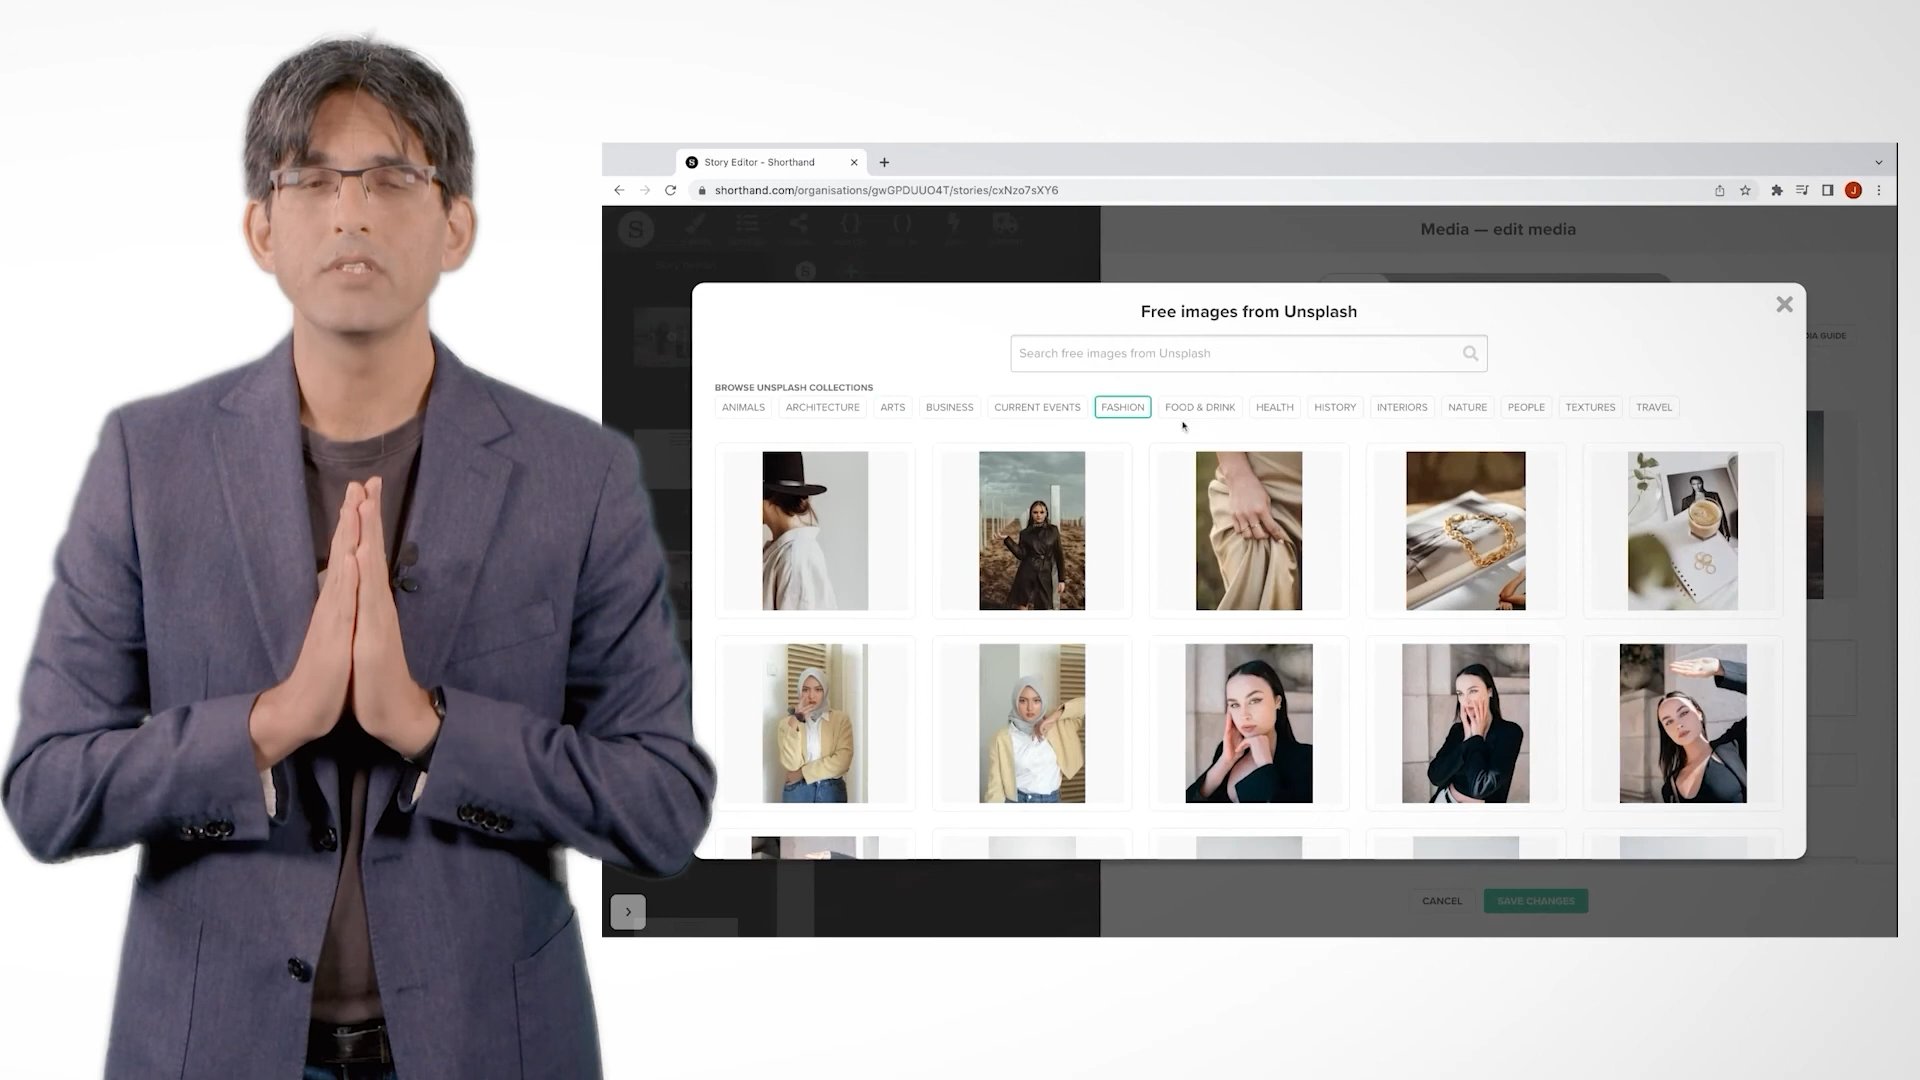 Story Editor - Shorthand
shorthand.com/organisations/gwGPDUUO4T/stories/cxNzo7sXY6
J
S
Media — edit media
Free images from Unsplash
Search free images from Unsplash
DIA GUIDE
BROWSE UNSPLASH COLLECTIONS
ANIMALS ARCHITECTURE ARTS BUSINESS CURRENT EVENTS FASHION FOOD & DRINK HEALTH HISTORY INTERIORS NATURE PEOPLE TEXTURES TRAVEL
CANCEL SAVE CHANGES